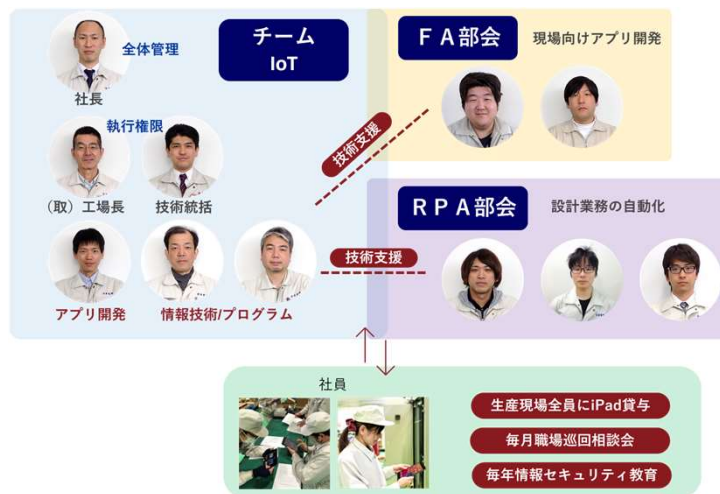 全体管理
チーム
IoT
社長
執行権限
（取）工場長
技術統括
アプリ開発
情報技術/プログラム
ＦＡ部会
現場向けアプリ開発
技術支援
ＲＰＡ部会
設計業務の自動化
技術支援
社員
生産現場全員にiPad貸与
毎月職場巡回相談会
毎年情報セキュリティ教育